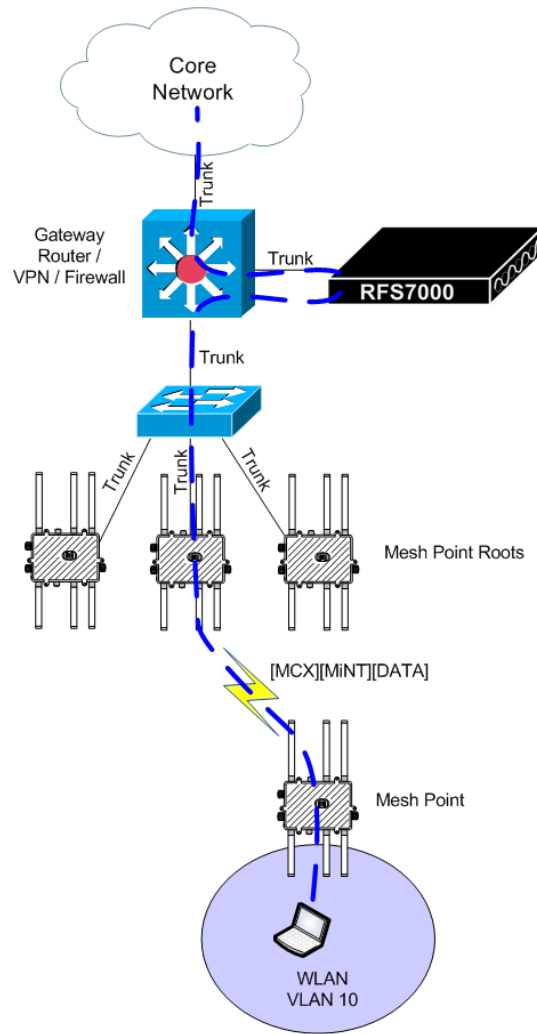 Core
Network
Trunk
Gateway
Router /
VPN / Firewall
Trunk
RFS7000
Trunk
Trunk
Trunk
Trunk
Mesh Point Roots
[MCX][MiNT][DATA]
Mesh Point
WLAN
VLAN 10